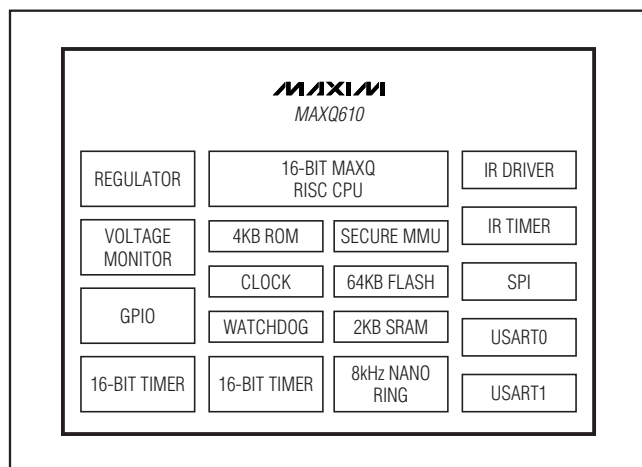 MAXIM
MAXQ610
REGULATOR
16-BIT MAXQ
RISC CPU
IR DRIVER
VOLTAGE
MONITOR
4KB ROM
SECURE MMU
IR TIMER
CLOCK
64KB FLASH
SPI
GPIO
WATCHDOG
2KB SRAM
USART0
16-BIT TIMER
16-BIT TIMER
8kHz NANO
RING
USART1